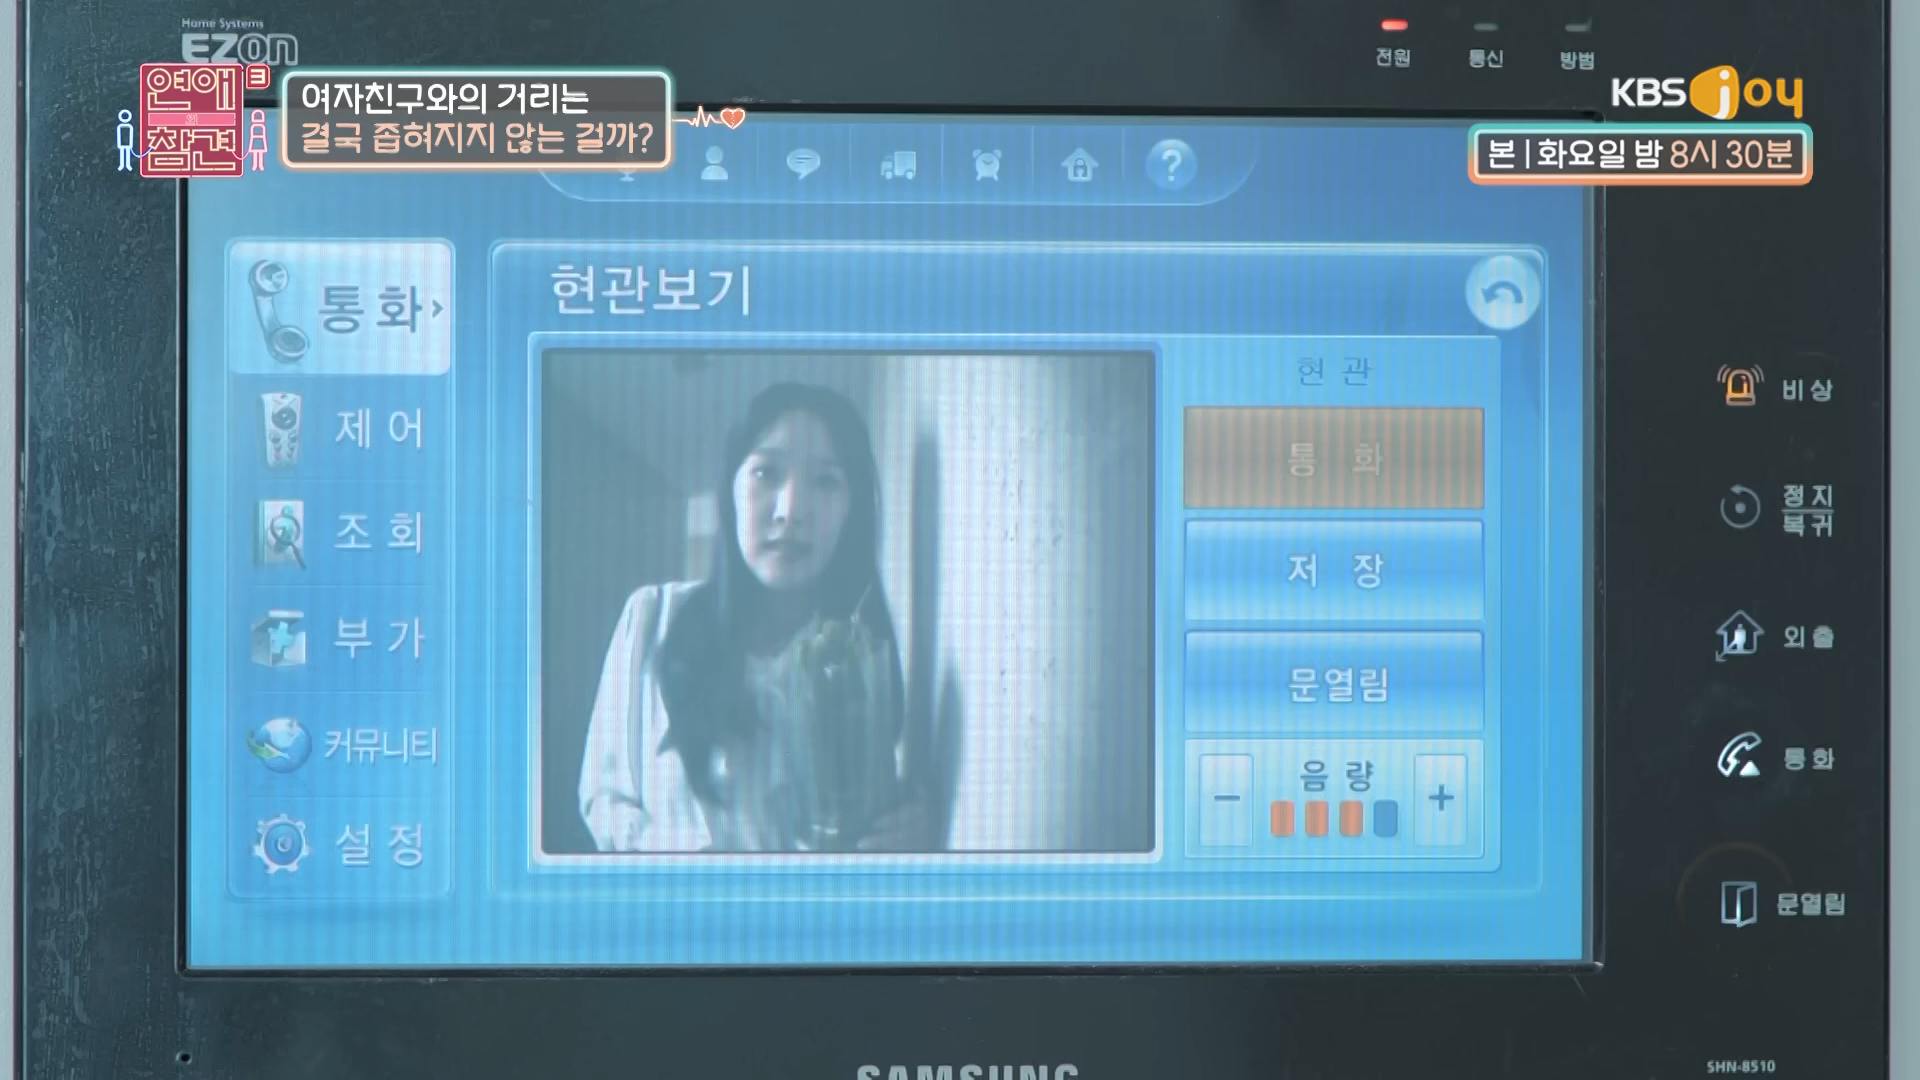 Home Systems
EZON
연애의 참견 3
여자친구와의 거리는
결국 좁혀지지 않는 걸까?
전원
통신
방범
KBS joy
본 | 화요일 밤 8시 30분
현관보기
통화
제어
조회
부가
커뮤니티
설정
현관
통화
저장
문열림
음량
- +
비상
정지
복귀
외출
통화
문열림
SAMSUNG
SHN-8510